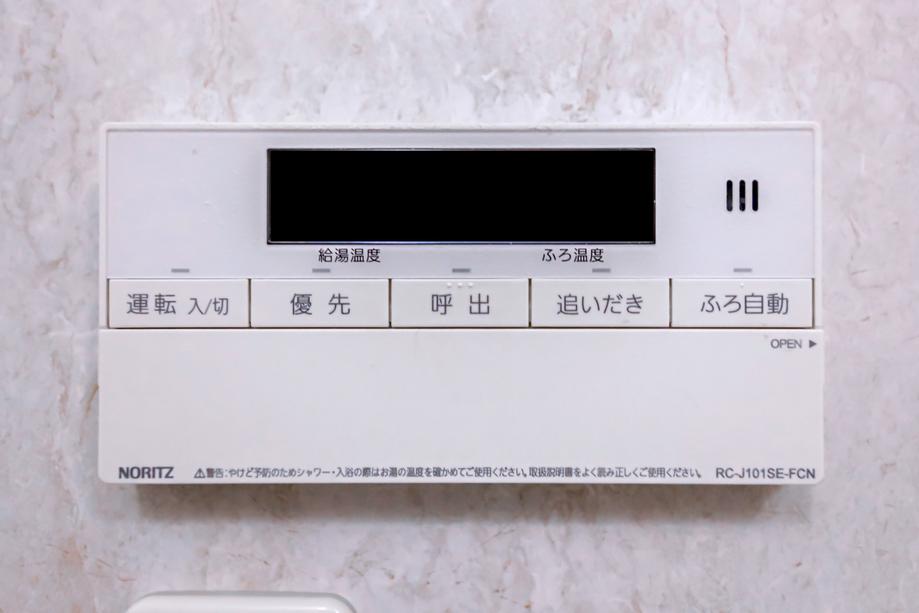 給湯温度 ふろ温度
運転 入/切 優先 呼出 追いだき ふろ自動
OPEN ▶
NORITZ ⚠警告:やけど予防のためシャワー・入浴の際はお湯の温度を確かめてご使用ください。取扱説明書をよく読み正しくご使用ください。 RC-J101SE-FCN